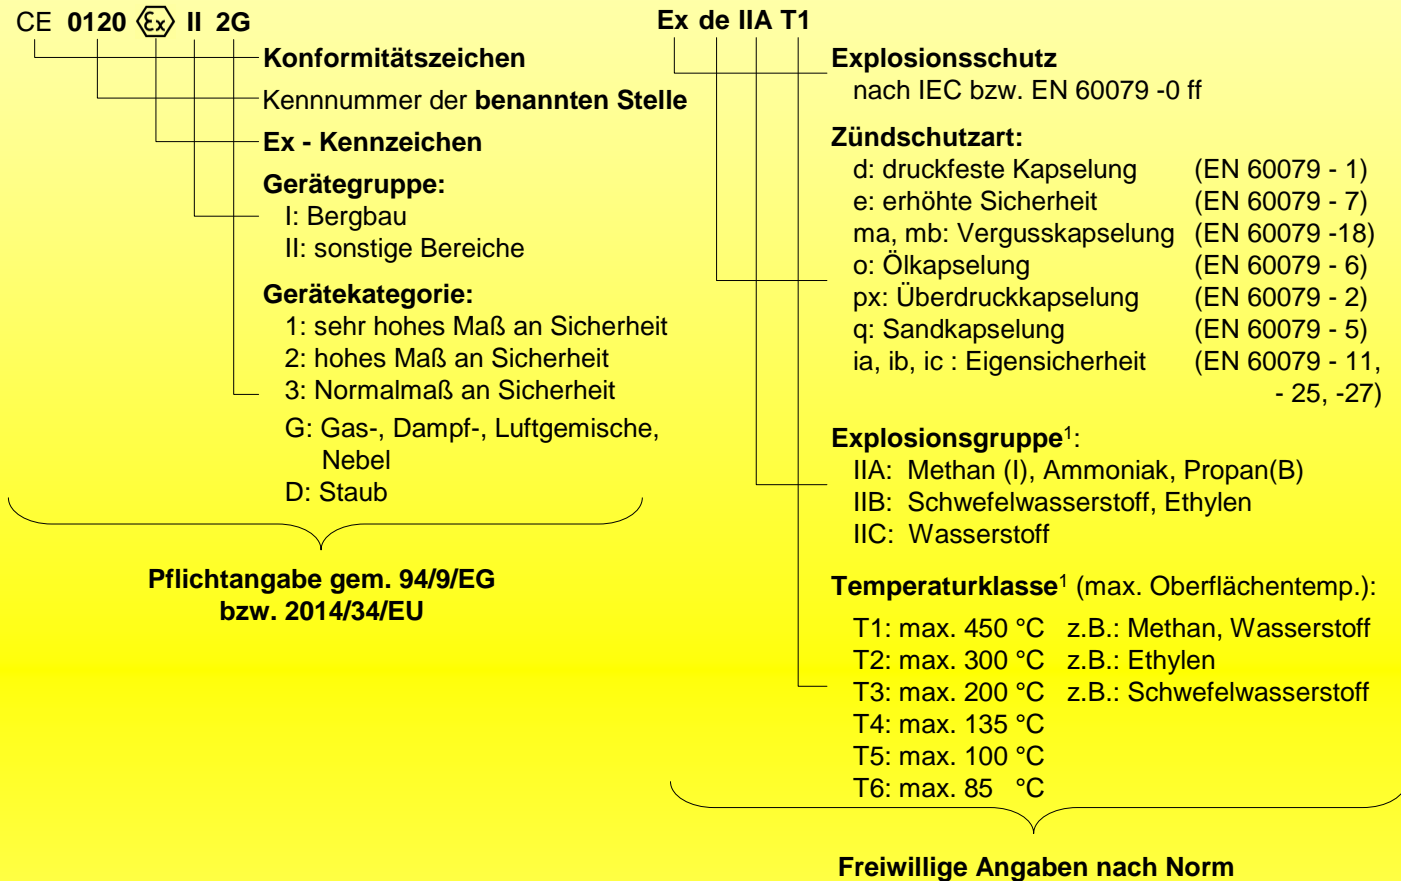 CE 0120 Ex II 2G
Konformitätszeichen
Kennnummer der benannten Stelle
Ex - Kennzeichen
Gerätegruppe:
I: Bergbau
II: sonstige Bereiche
Gerätekategorie:
1: sehr hohes Maß an Sicherheit
2: hohes Maß an Sicherheit
3: Normalmaß an Sicherheit
G: Gas-, Dampf-, Luftgemische,
Nebel
D: Staub
Pflichtangabe gem. 94/9/EG
bzw. 2014/34/EU
Ex de IIA T1
Explosionsschutz
nach IEC bzw. EN 60079 -0 ff
Zündschutzart:
d: druckfeste Kapselung (EN 60079 - 1)
e: erhöhte Sicherheit (EN 60079 - 7)
ma, mb: Vergusskapselung (EN 60079 -18)
o: Ölkapselung (EN 60079 - 6)
px: Überdruckkapselung (EN 60079 - 2)
q: Sandkapselung (EN 60079 - 5)
ia, ib, ic : Eigensicherheit (EN 60079 - 11,
- 25, -27)
Explosionsgruppe¹:
IIA: Methan (I), Ammoniak, Propan(B)
IIB: Schwefelwasserstoff, Ethylen
IIC: Wasserstoff
Temperaturklasse¹ (max. Oberflächentemp.):
T1: max. 450 °C z.B.: Methan, Wasserstoff
T2: max. 300 °C z.B.: Ethylen
T3: max. 200 °C z.B.: Schwefelwasserstoff
T4: max. 135 °C
T5: max. 100 °C
T6: max. 85 °C
Freiwillige Angaben nach Norm